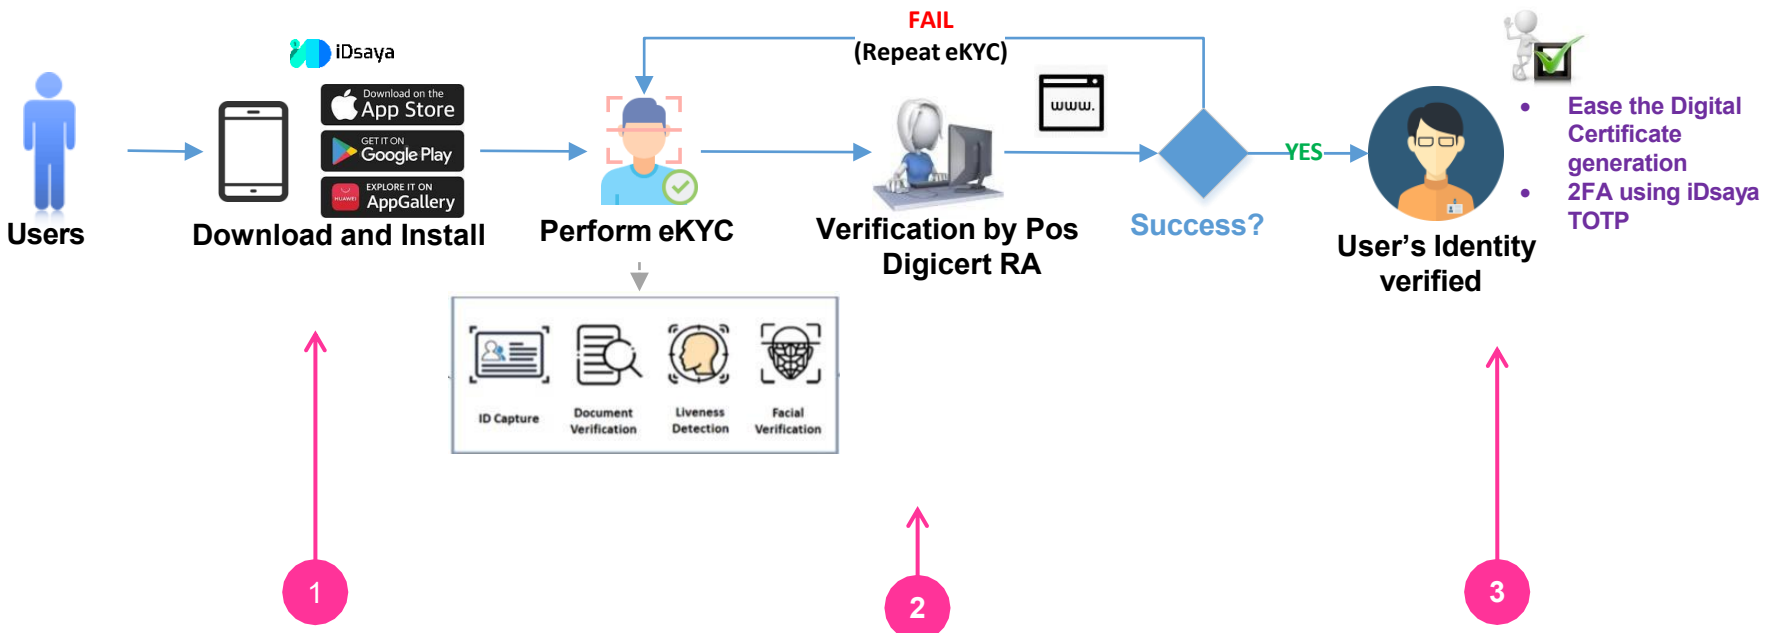 FAIL
(Repeat eKYC)
iDsaya
Download on the
App Store
GET IT ON
Google Play
HUAWEI
EXPLORE IT ON
AppGallery
www.
YES
• Ease the Digital
Certificate
generation
• 2FA using iDsaya
TOTP
Users
Download and Install
Perform eKYC
Verification by Pos
Digicert RA
Success?
User's Identity
verified
ID Capture
Document
Verification
Liveness
Detection
Facial
Verification
1
2
3